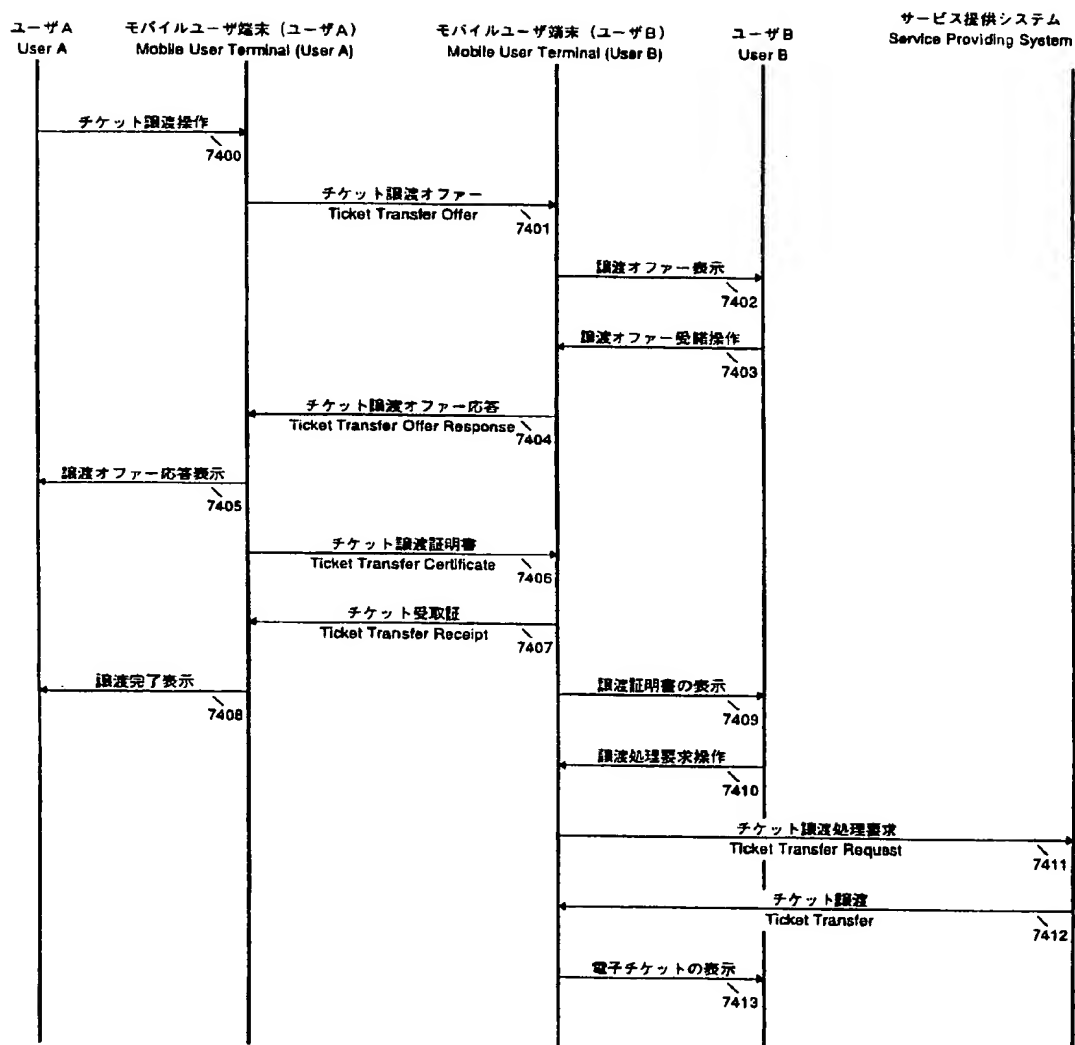 ユーザA
User A
モバイルユーザ端末（ユーザA）
Mobile User Terminal (User A)
モバイルユーザ端末（ユーザB）
Mobile User Terminal (User B)
ユーザB
User B
サービス提供システム
Service Providing System
チケット譲渡操作
7400
チケット譲渡オファー
Ticket Transfer Offer
7401
譲渡オファー表示
7402
譲渡オファー受諾操作
7403
チケット譲渡オファー応答
Ticket Transfer Offer Response
7404
譲渡オファー応答表示
7405
チケット譲渡証明書
Ticket Transfer Certificate
7406
チケット受取証
Ticket Transfer Receipt
7407
譲渡完了表示
7408
譲渡証明書の表示
7409
譲渡処理要求操作
7410
チケット譲渡処理要求
Ticket Transfer Request
7411
チケット譲渡
Ticket Transfer
7412
電子チケットの表示
7413